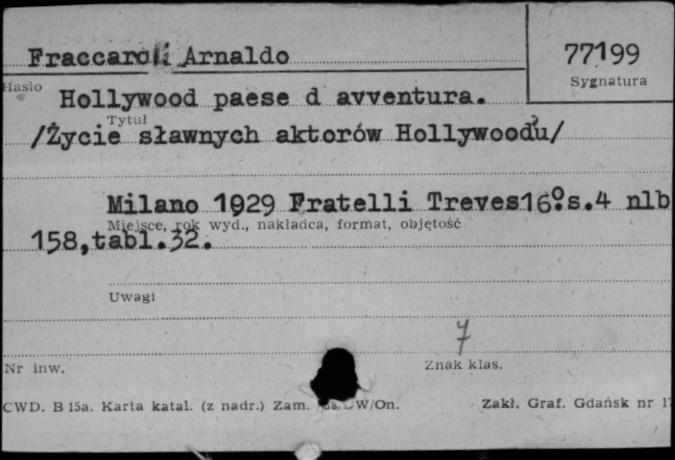 Fraccaroli Arnaldo
77199
Hasło
Sygnatura
Hollywood paese d avventura.
Tytuł
/Życie sławnych aktorów Hollywoodu/
Milano 1929 Fratelli Treves16º.s.4 nlb
Miejsce, rok wyd., nakładca, format, objętość
158,tabl.32.
Uwagi
7
Nr inw.
Znak klas.
CWD. B 15a. Karta katal. (z nadr.) Zam. W/On.
Zakł. Graf. Gdańsk nr